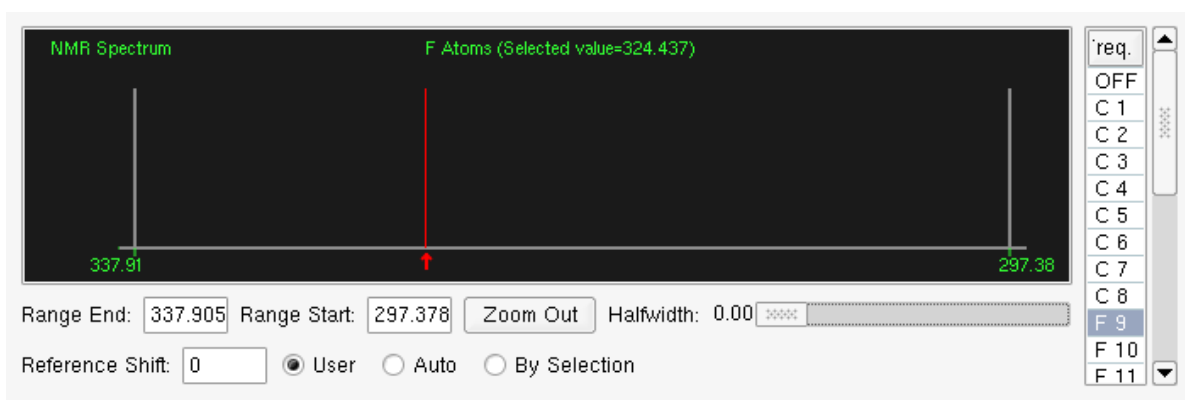 NMR Spectrum
F Atoms (Selected value=324.437)
337.91
297.38
Range End: 337.905 Range Start: 297.378 Zoom Out Halfwidth: 0.00
Reference Shift: 0 User Auto By Selection
req.
OFF
C 1
C 2
C 3
C 4
C 5
C 6
C 7
C 8
F 9
F 10
F 11